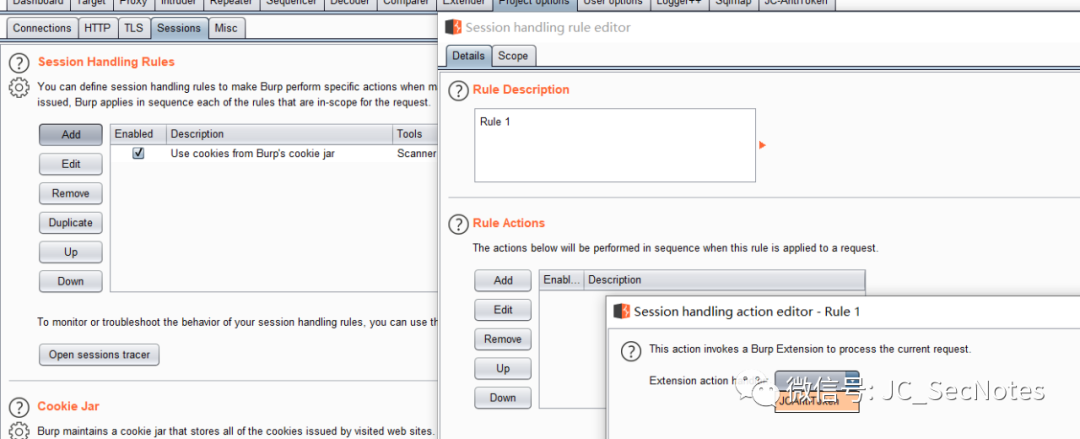 Dashboard Target Proxy Intruder Repeater Sequencer Decoder Comparer Extender Project options User options Logger++ Sqlmap JC-AntiToken
Connections HTTP TLS Sessions Misc
Session Handling Rules
You can define session handling rules to make Burp perform specific actions when m
issued, Burp applies in sequence each of the rules that are in-scope for the request.
Add
Edit
Remove
Duplicate
Up
Down
Enabled Description Tools
Use cookies from Burp's cookie jar Scanner
To monitor or troubleshoot the behavior of your session handling rules, you can use th
Open sessions tracer
Cookie Jar
Burp maintains a cookie jar that stores all of the cookies issued by visited web sites.
Session handling rule editor
Details Scope
Rule Description
Rule 1
Rule Actions
The actions below will be performed in sequence when this rule is applied to a request.
Add
Edit
Remove
Up
Down
Enabl... Description
Session handling action editor - Rule 1
This action invokes a Burp Extension to process the current request.
Extension action h
微信号: JC_SecNotes